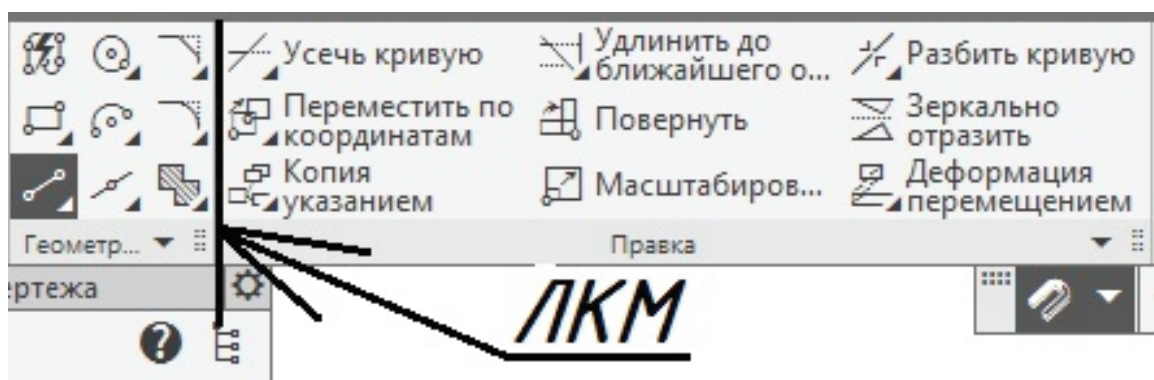 Усечь кривую
Удлинить до
ближайшего о...
Разбить кривую
Переместить по
координатам
Повернуть
Зеркально
отразить
Копия
указанием
Масштабиров...
Деформация
перемещением
Геометр...
Правка
ртежа
ЛКМ
?